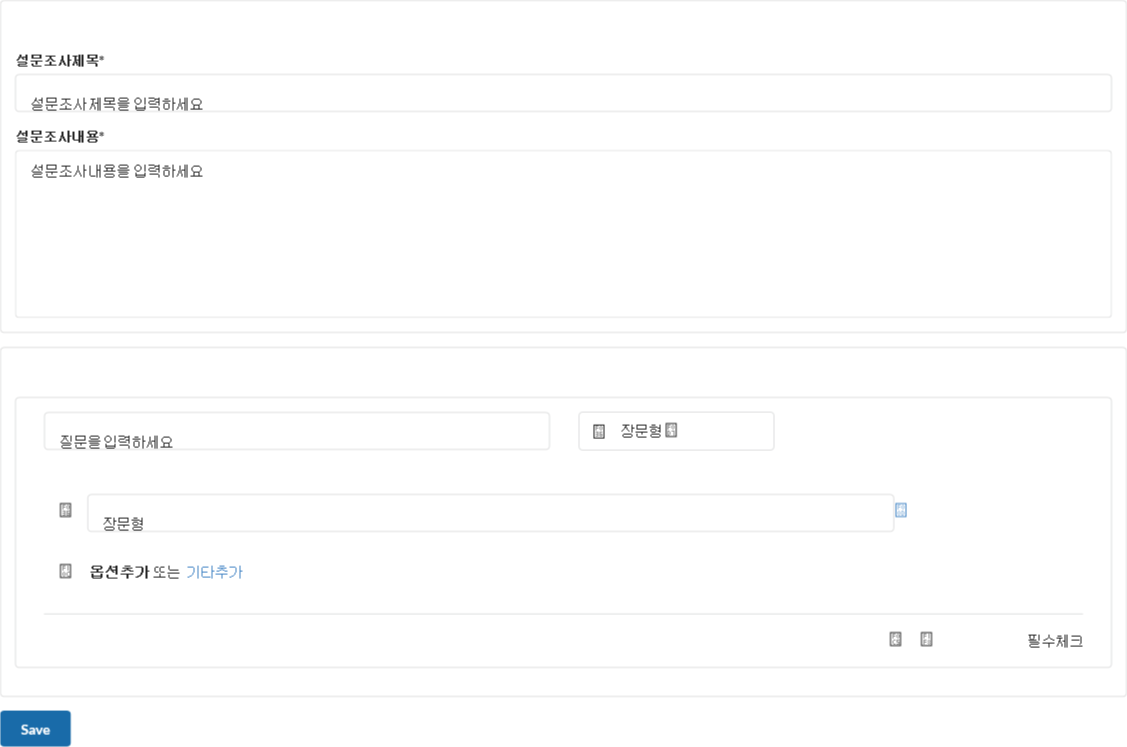 설문조사제목*
설문조사 제목을 입력하세요
설문조사내용*
설문조사 내용을 입력하세요
질문을 입력하세요
장문형
장문형
옵션추가 또는 기타추가
필수체크
Save